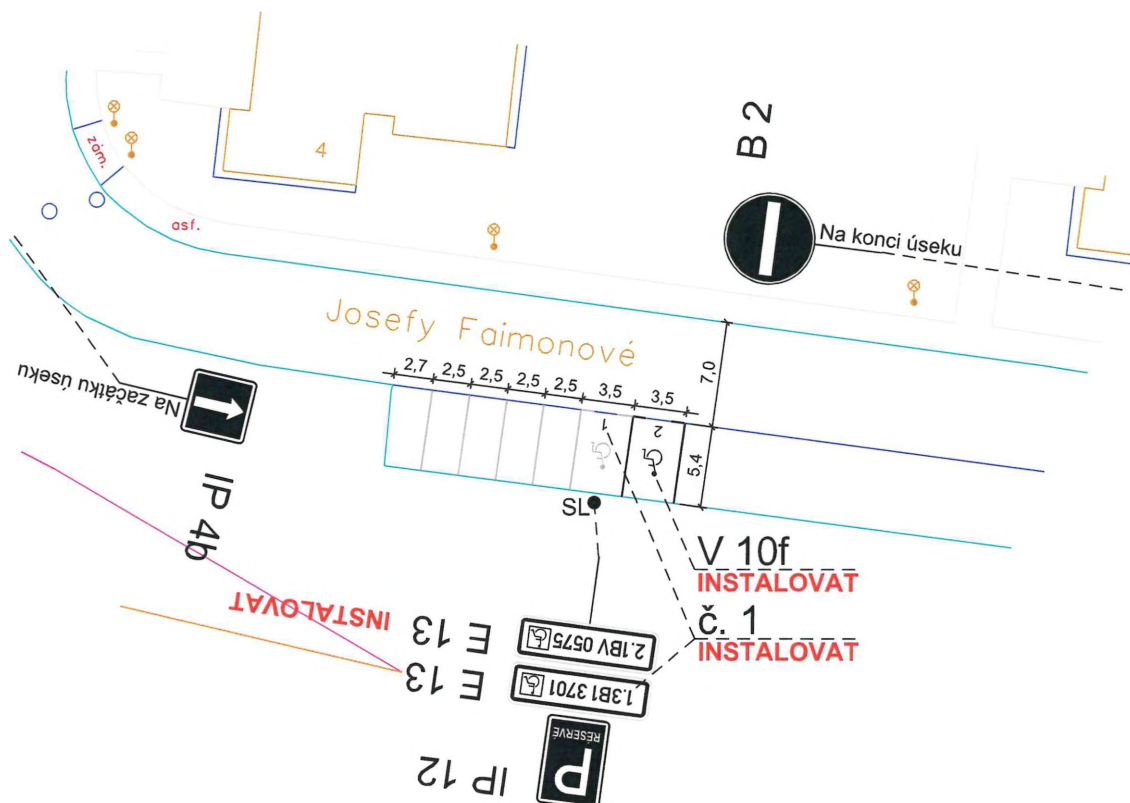 4
B 2
zám.
asf.
Na konci úseku
Josefy Faimonové
2,7 2,5 2,5 2,5 2,5 3,5 3,5
7,0
5,4
Na začátku úseku
1
2
IP 4b
SL
V 10f
INSTALOVAT
č. 1
INSTALOVAT
INSTALOVAT
E 13
2.1BV 0575
E 13
1.3B1 3701
RÉSERVÉ
P
IP 12